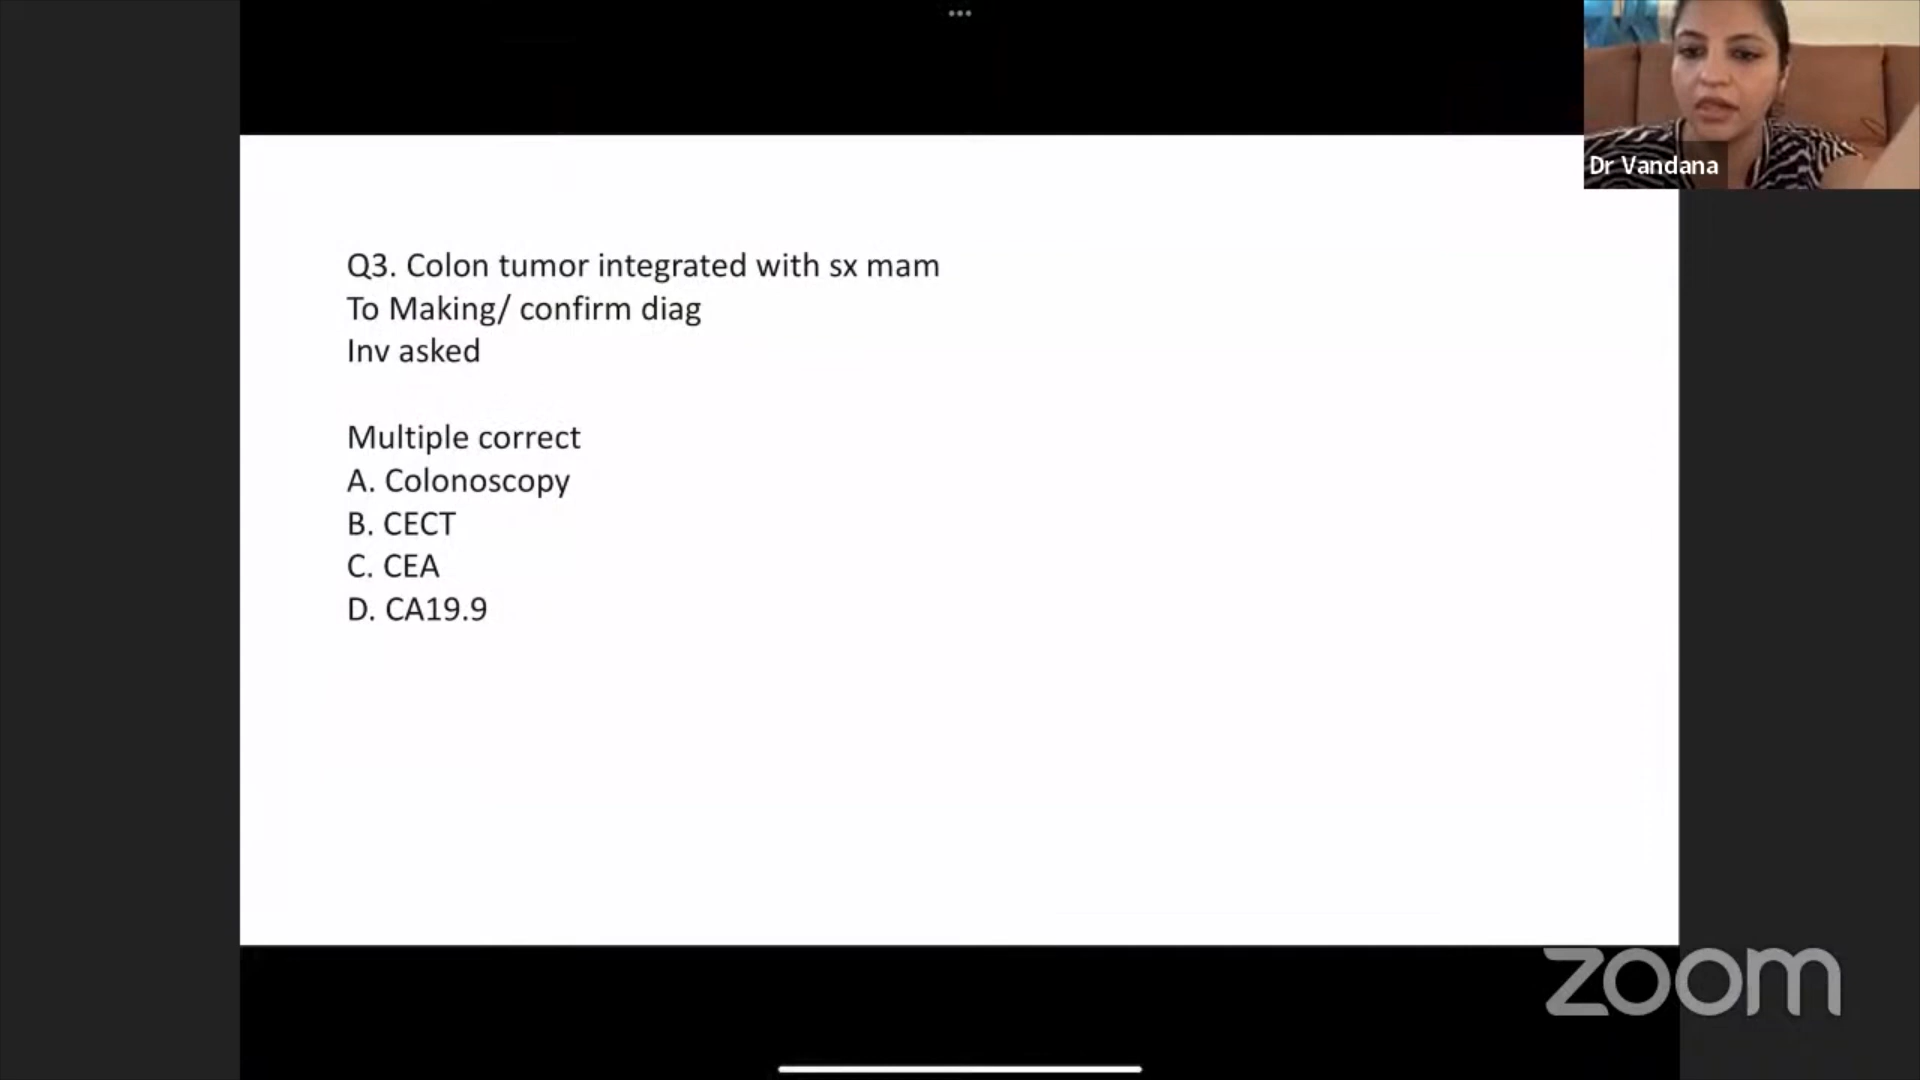 Dr Vandana
Q3. Colon tumor integrated with sx mam
To Making/ confirm diag
Inv asked
Multiple correct
A. Colonoscopy
B. CECT
C. CEA
D. CA19.9
zoom